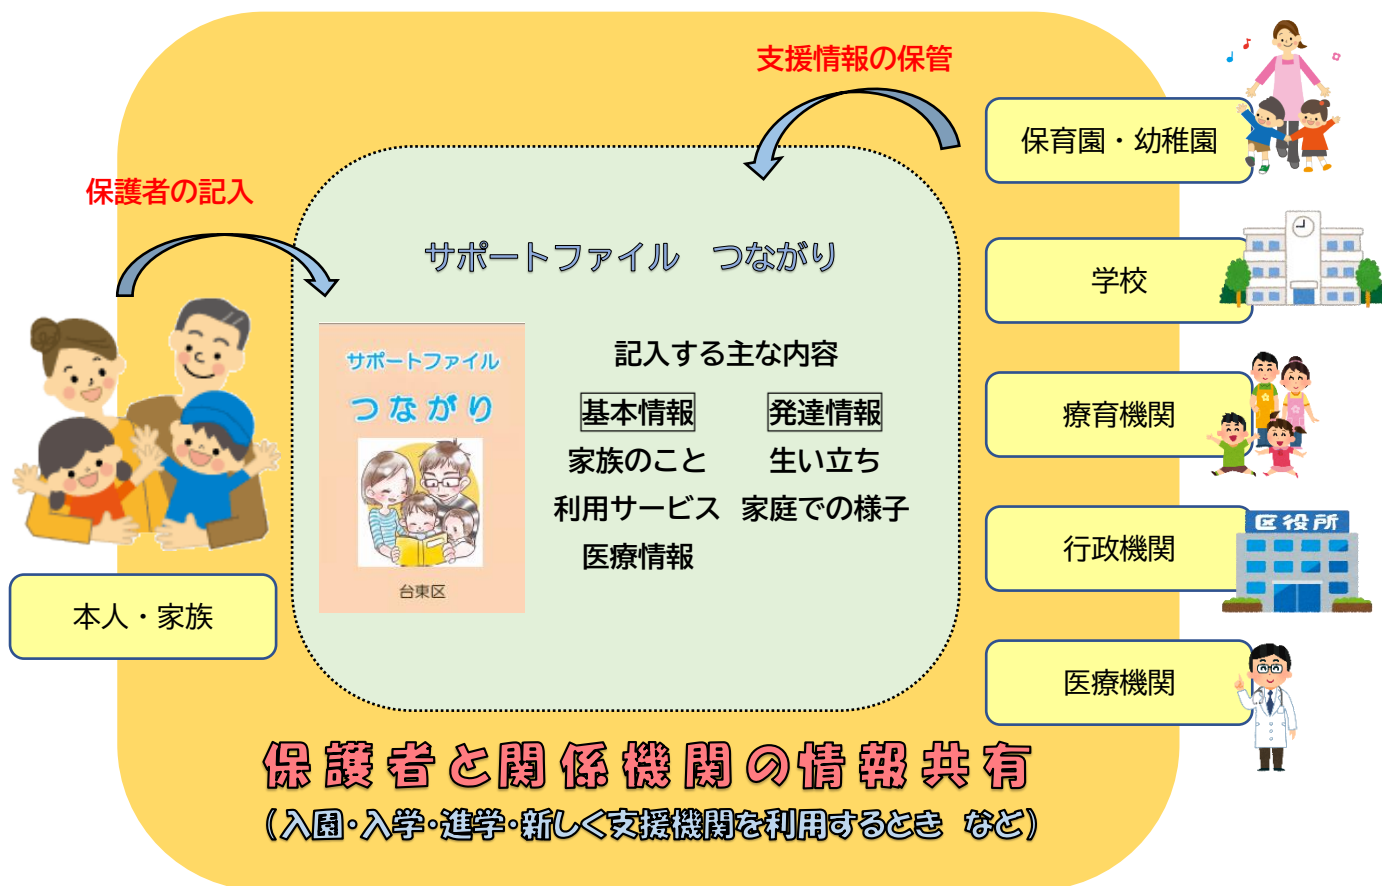 支援情報の保管
保育園・幼稚園
保護者の記入
サポートファイル　つながり
学校
サポートファイル
つながり
台東区
記入する主な内容
基本情報　発達情報
家族のこと　生い立ち
利用サービス　家庭での様子
医療情報
療育機関
行政機関
区役所
本人・家族
医療機関
保護者と関係機関の情報共有
（入園・入学・進学・新しく支援機関を利用するとき　など）